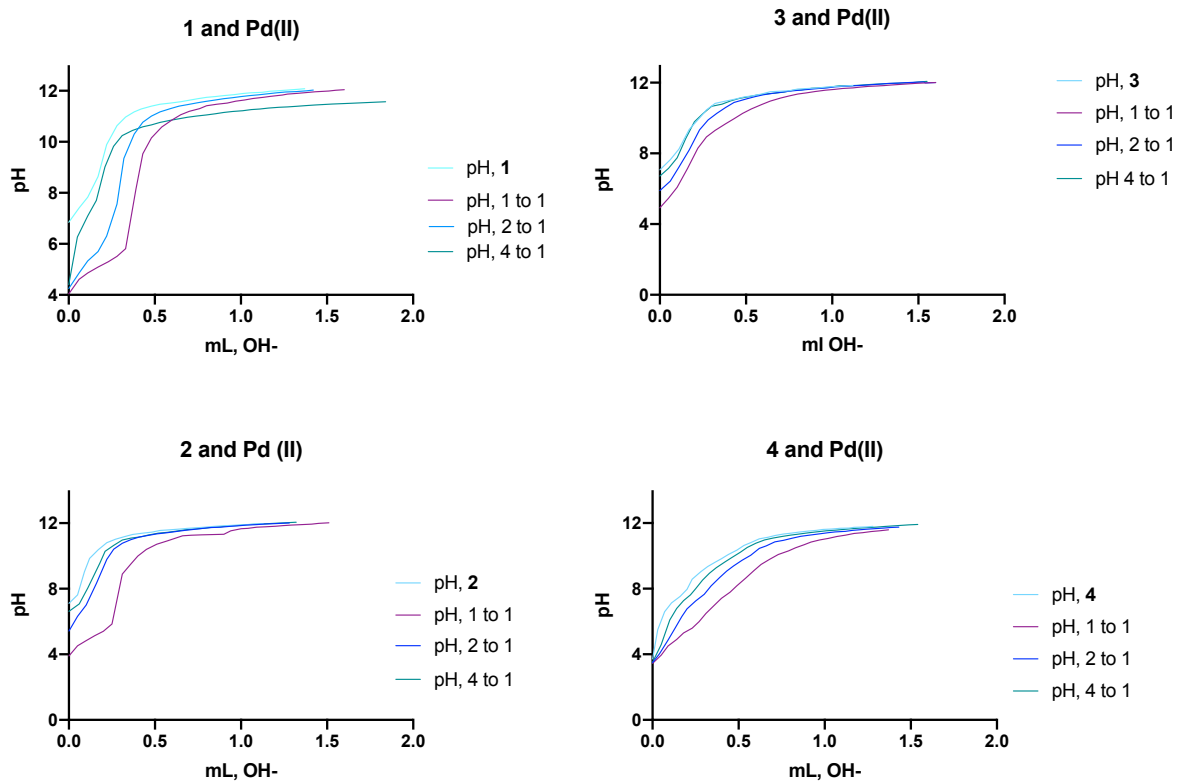 1 and Pd(II)
pH
12
10
8
6
4
0.0
0.5
1.0
1.5
2.0
mL, OH-
pH, 1
pH, 1 to 1
pH, 2 to 1
pH, 4 to 1
3 and Pd(II)
pH
12
8
4
0
0.0
0.5
1.0
1.5
2.0
ml OH-
pH, 3
pH, 1 to 1
pH, 2 to 1
pH 4 to 1
2 and Pd (II)
pH
12
8
4
0
0.0
0.5
1.0
1.5
2.0
mL, OH-
pH, 2
pH, 1 to 1
pH, 2 to 1
pH, 4 to 1
4 and Pd(II)
pH
12
8
4
0
0.0
0.5
1.0
1.5
2.0
mL, OH-
pH, 4
pH, 1 to 1
pH, 2 to 1
pH, 4 to 1